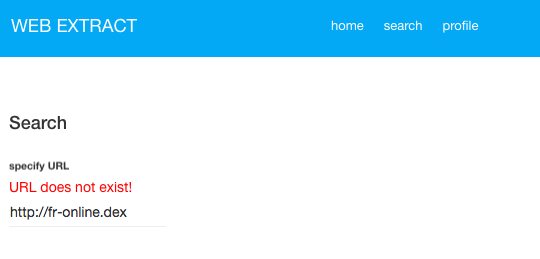 WEB EXTRACT
home search profile
Search
specify URL
URL does not exist!
http://fr-online.dex